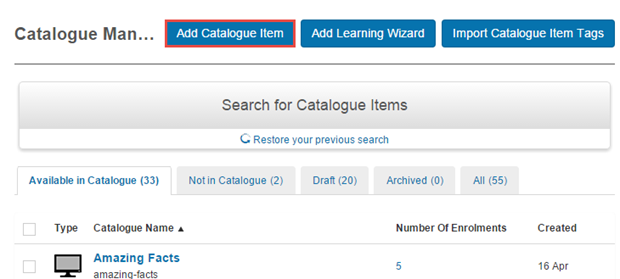 Catalogue Man... Add Catalogue Item Add Learning Wizard Import Catalogue Item Tags
Search for Catalogue Items
Restore your previous search
Available in Catalogue (33) Not in Catalogue (2) Draft (20) Archived (0) All (55)
Type Catalogue Name ▲ Number Of Enrolments Created
Amazing Facts
amazing-facts 5 16 Apr